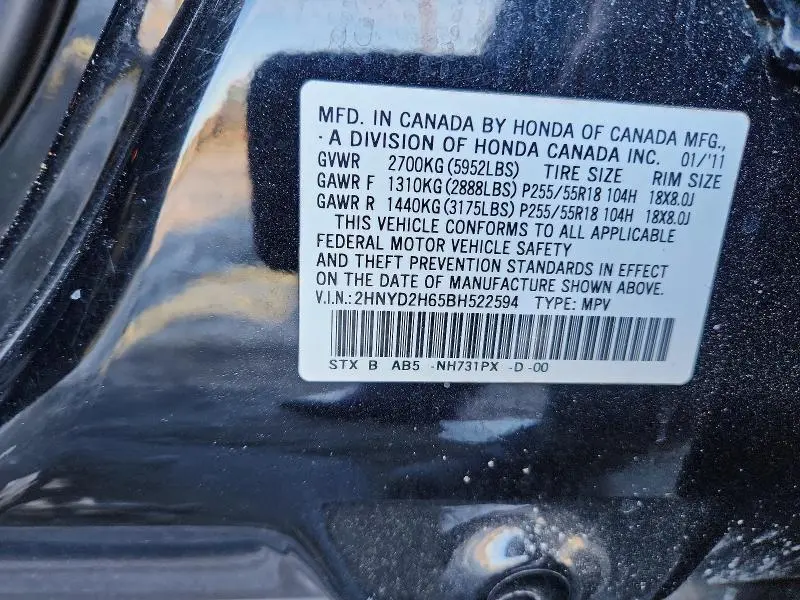 MFD. IN CANADA BY HONDA OF CANADA MFG.,
· A DIVISION OF HONDA CANADA INC. 01/'11
GVWR 2700KG(5952LBS) TIRE SIZE RIM SIZE
GAWR F 1310KG(2888LBS) P255/55R18 104H 18X8.0J
GAWR R 1440KG(3175LBS) P255/55R18 104H 18X8.0J
THIS VEHICLE CONFORMS TO ALL APPLICABLE
FEDERAL MOTOR VEHICLE SAFETY
AND THEFT PREVENTION STANDARDS IN EFFECT
ON THE DATE OF MANUFACTURE SHOWN ABOVE.
V.I.N.: 2HNYD2H65BH522594 TYPE: MPV
STX B AB5 -NH731PX -D -00